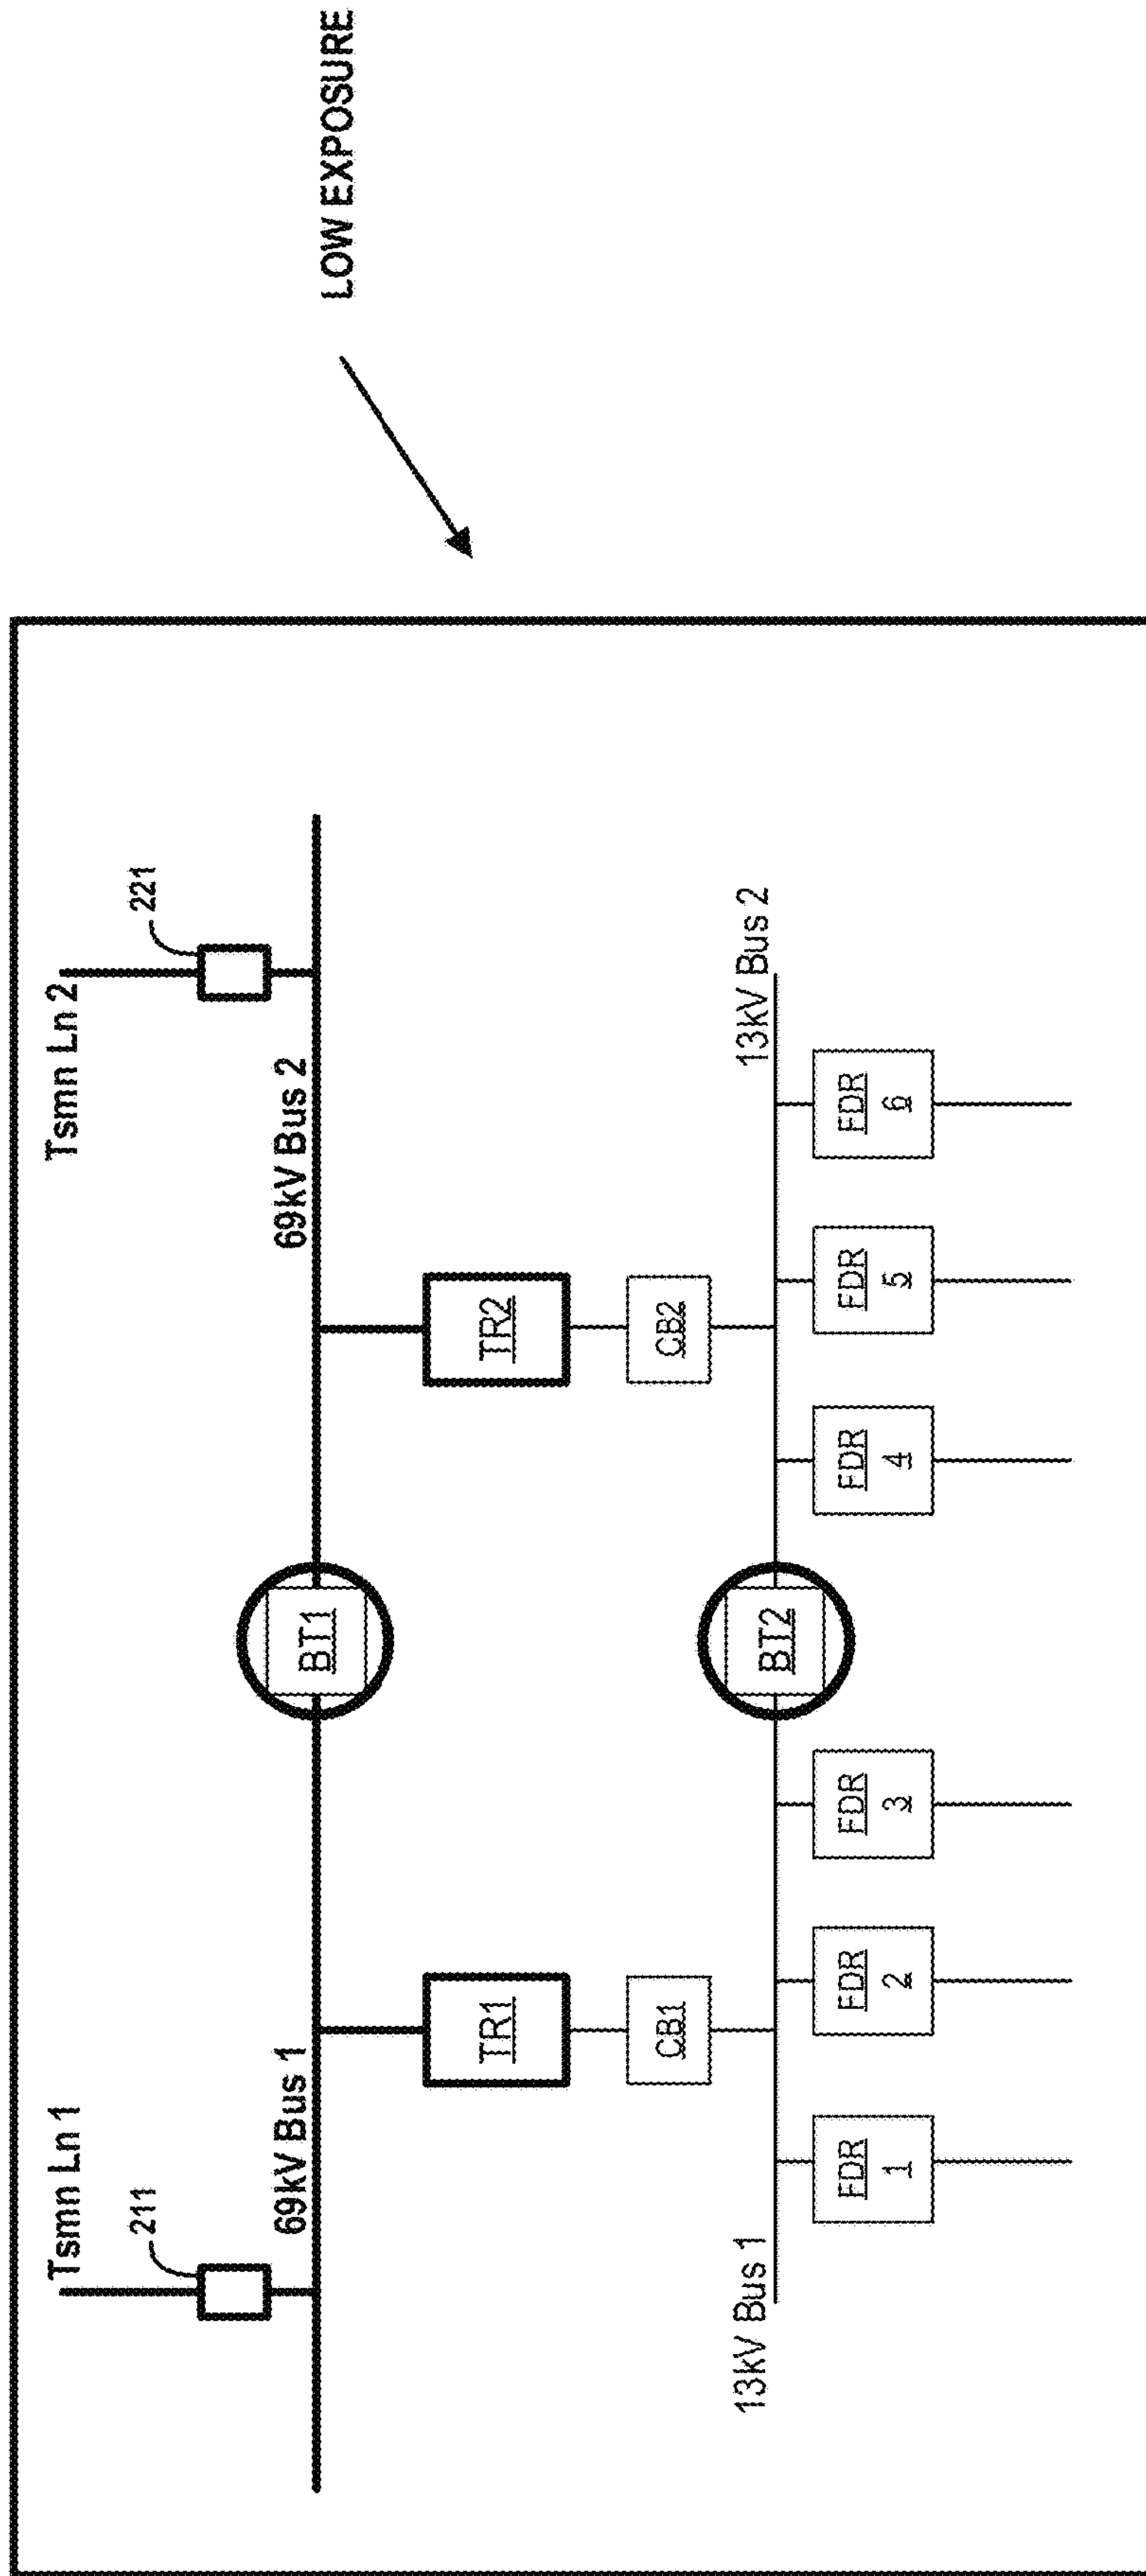 Tsmn Ln 1
Tsmn Ln 2
211
221
69kV Bus 1
69kV Bus 2
LOW EXPOSURE
BT1
TR1
TR2
CB1
CB2
13kV Bus 1
13kV Bus 2
BT2
FDR
1
FDR
2
FDR
3
FDR
4
FDR
5
FDR
6